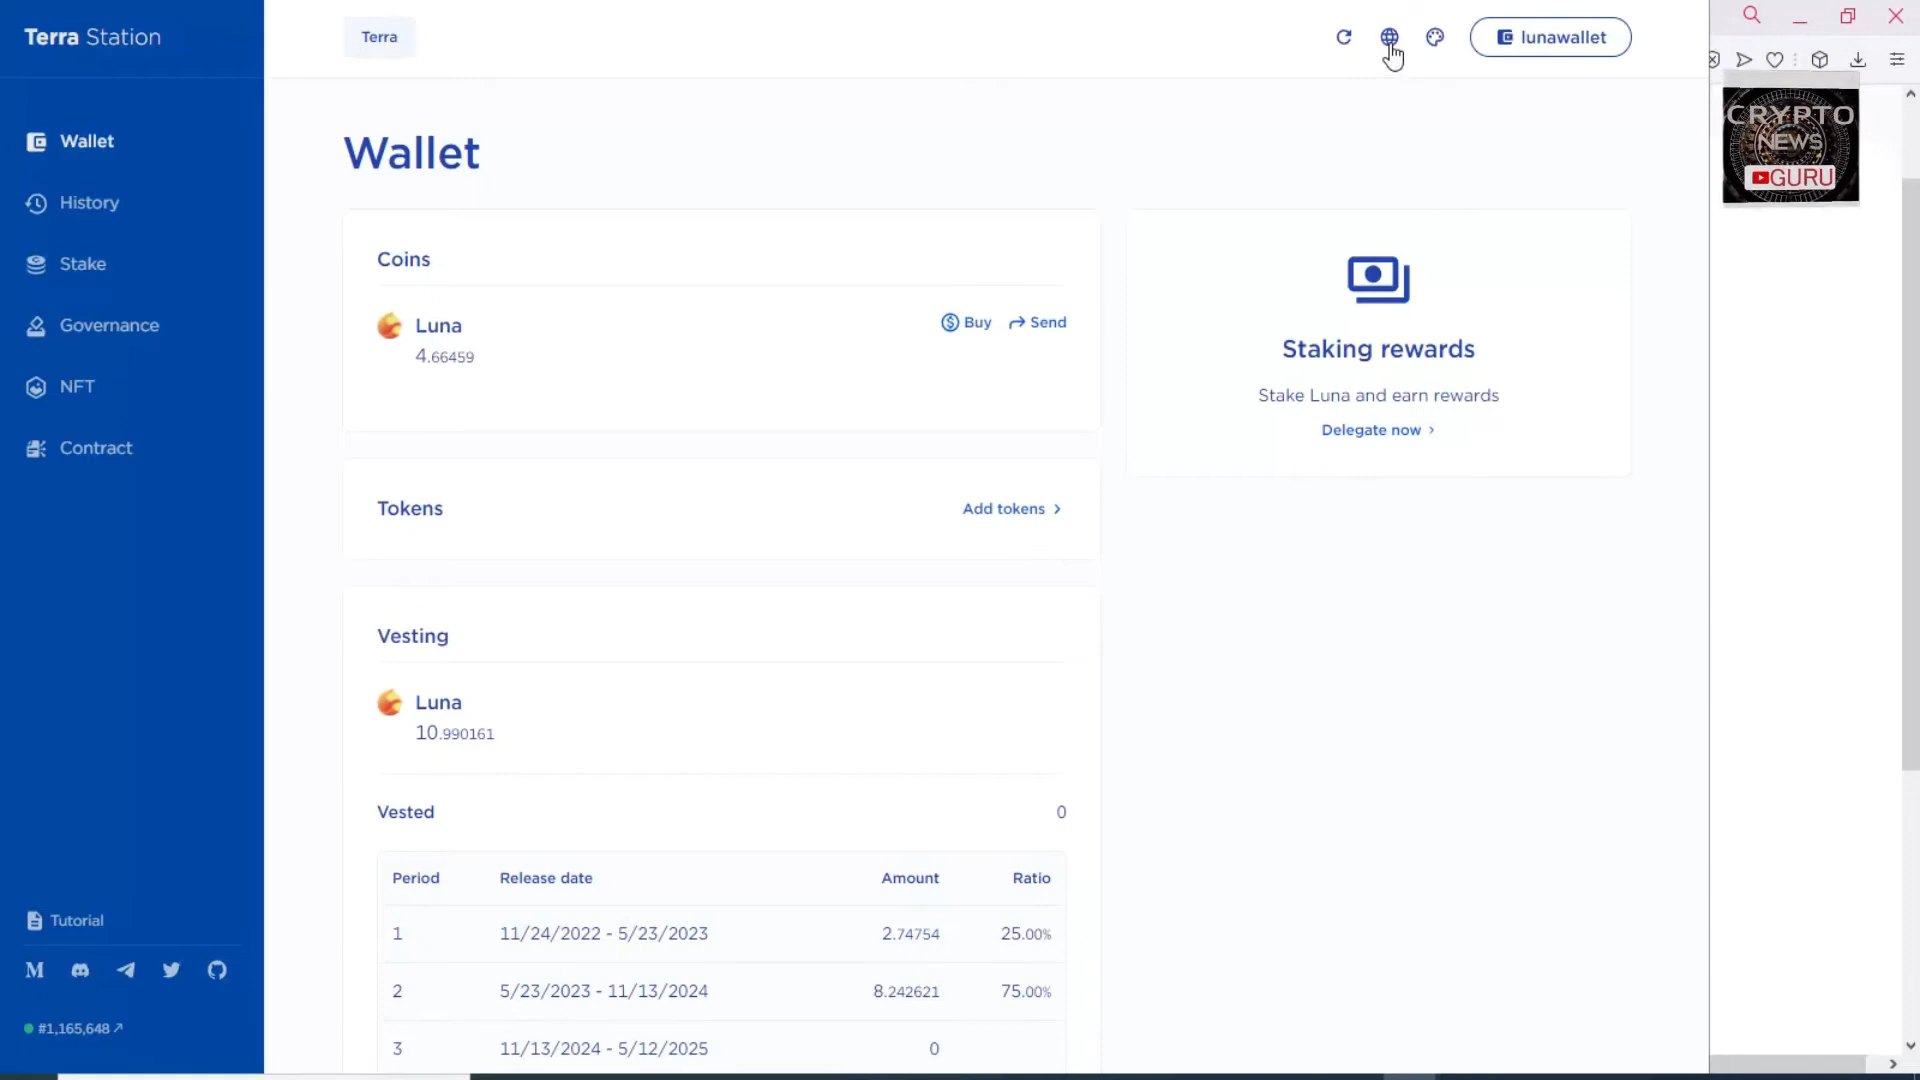 Terra Station
Terra
lunawallet
CRYPTO
NEWS
GURU
Wallet
History
Stake
Governance
NFT
Contract
Wallet
Coins
Luna
4.66459
Buy
Send
Staking rewards
Stake Luna and earn rewards
Delegate now
Tokens
Add tokens
Vesting
Luna
10.990161
Vested 0
Period Release date Amount Ratio
1 11/24/2022 - 5/23/2023 2.74754 25.00%
2 5/23/2023 - 11/13/2024 8.242621 75.00%
3 11/13/2024 - 5/12/2025 0
Tutorial
#1,165,648